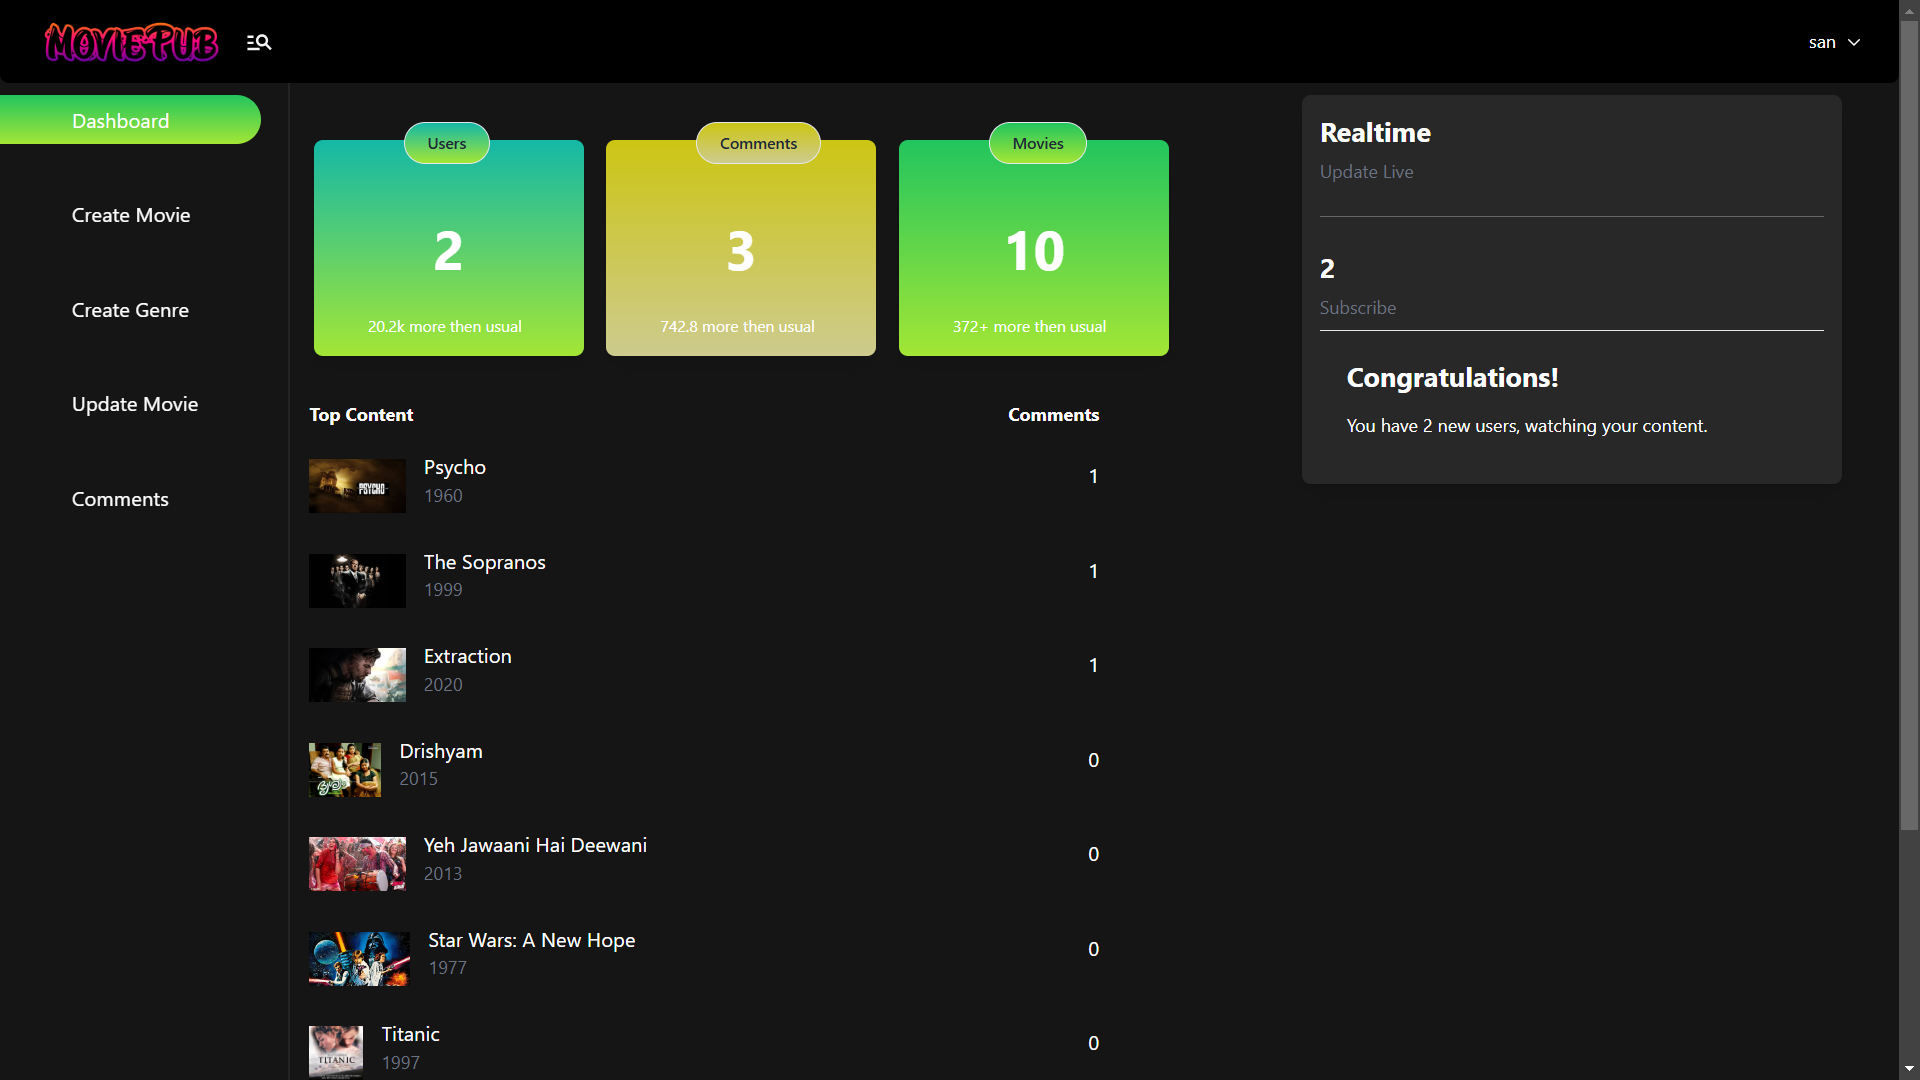 MOVIEPUB
san
Dashboard
Create Movie
Create Genre
Update Movie
Comments
Users
2
20.2k more then usual
Comments
3
742.8 more then usual
Movies
10
372+ more then usual
Top Content
Comments
PSYCHO
Psycho
1960
1
The Sopranos
1999
1
Extraction
2020
1
Drishyam
2015
0
Yeh Jawaani Hai Deewani
2013
0
Star Wars: A New Hope
1977
0
TITANIC
Titanic
1997
0
Realtime
Update Live
2
Subscribe
Congratulations!
You have 2 new users, watching your content.